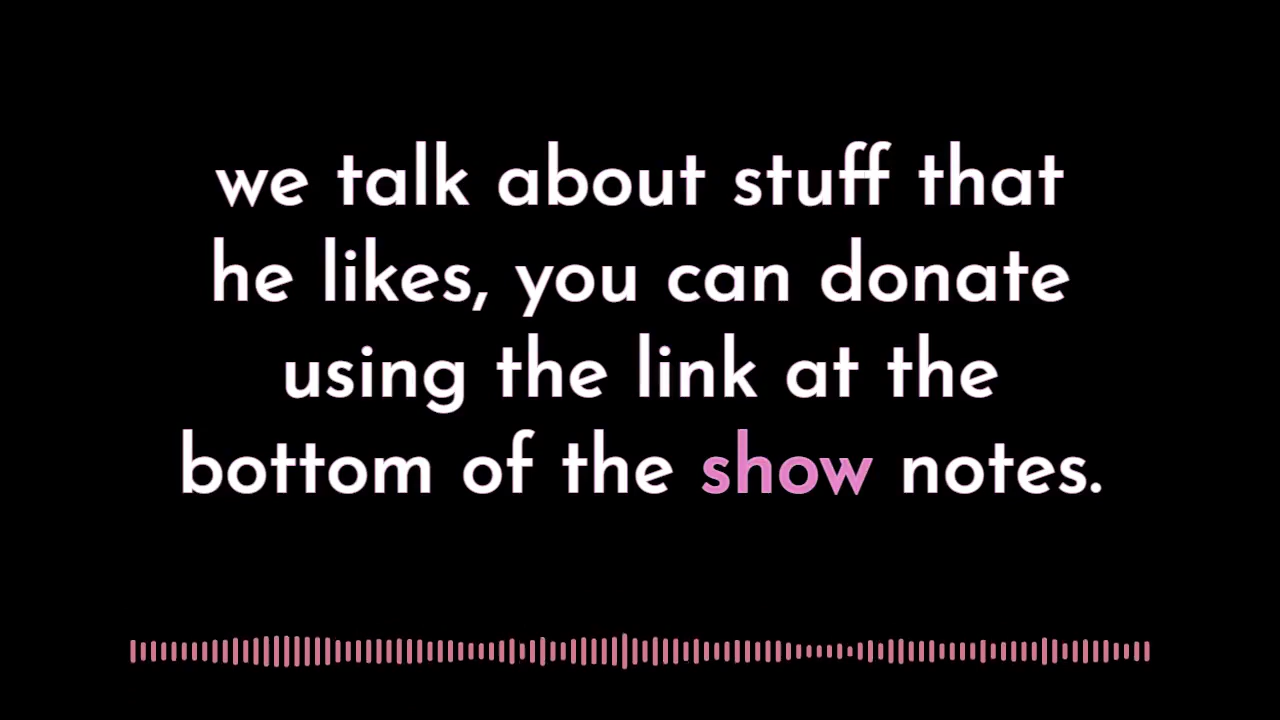 we talk about stuff that
he likes, you can donate
using the link at the
bottom of the show notes.